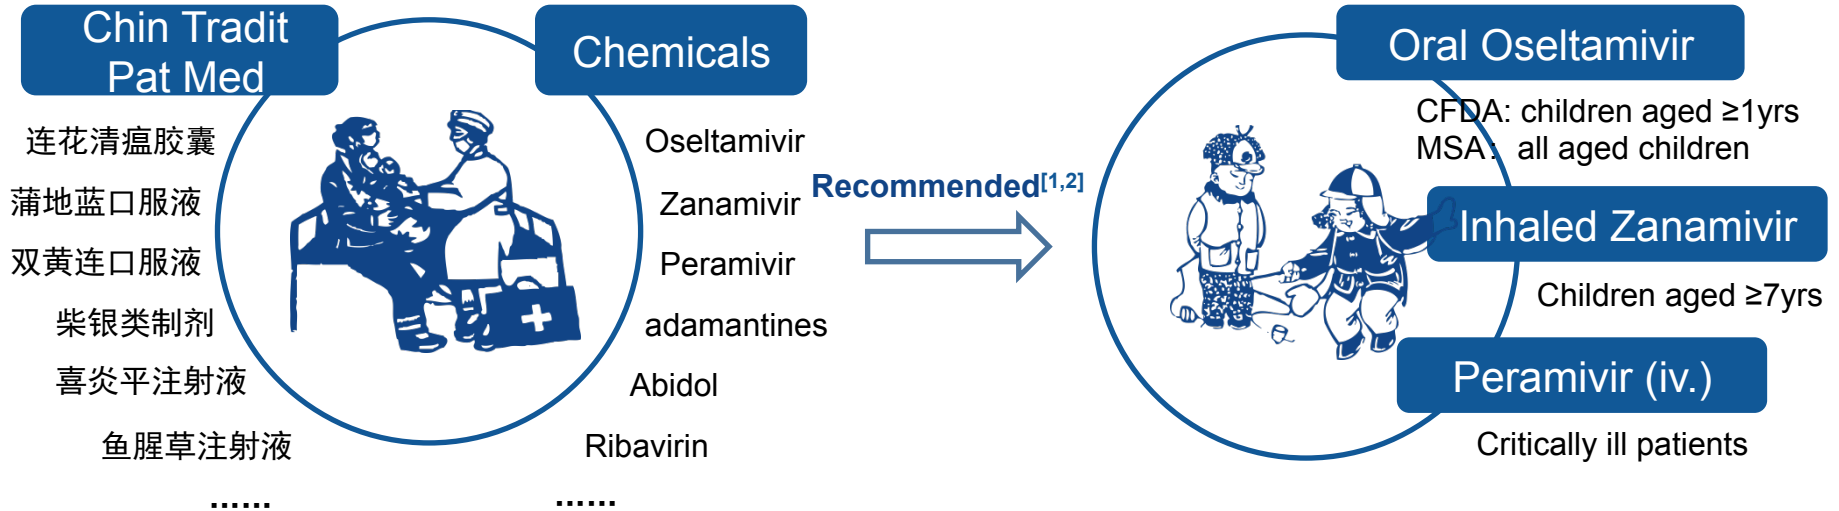 Chin Tradit
Pat Med
连花清瘟胶囊
蒲地蓝口服液
双黄连口服液
柴银类制剂
喜炎平注射液
鱼腥草注射液
......
Chemicals
Oseltamivir
Zanamivir
Peramivir
adamantines
Abidol
Ribavirin
......
Recommended[1,2]
Oral Oseltamivir
CFDA: children aged ≥1yrs
MSA： all aged children
Inhaled Zanamivir
Children aged ≥7yrs
Peramivir (iv.)
Critically ill patients